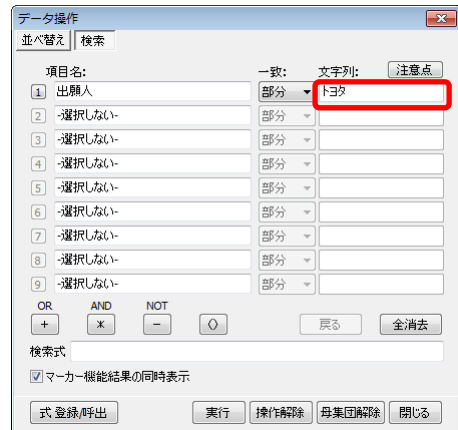 データ操作
並べ替え 検索
項目名: 一致: 文字列: 注意点
1 出願人 部分 トヨタ
2 -選択しない- 部分
3 -選択しない- 部分
4 -選択しない- 部分
5 -選択しない- 部分
6 -選択しない- 部分
7 -選択しない- 部分
8 -選択しない- 部分
9 -選択しない- 部分
OR AND NOT
+ * - () 戻る 全消去
検索式
マーカー機能結果の同時表示
式 登録/呼出 実行 操作解除 母集団解除 閉じる